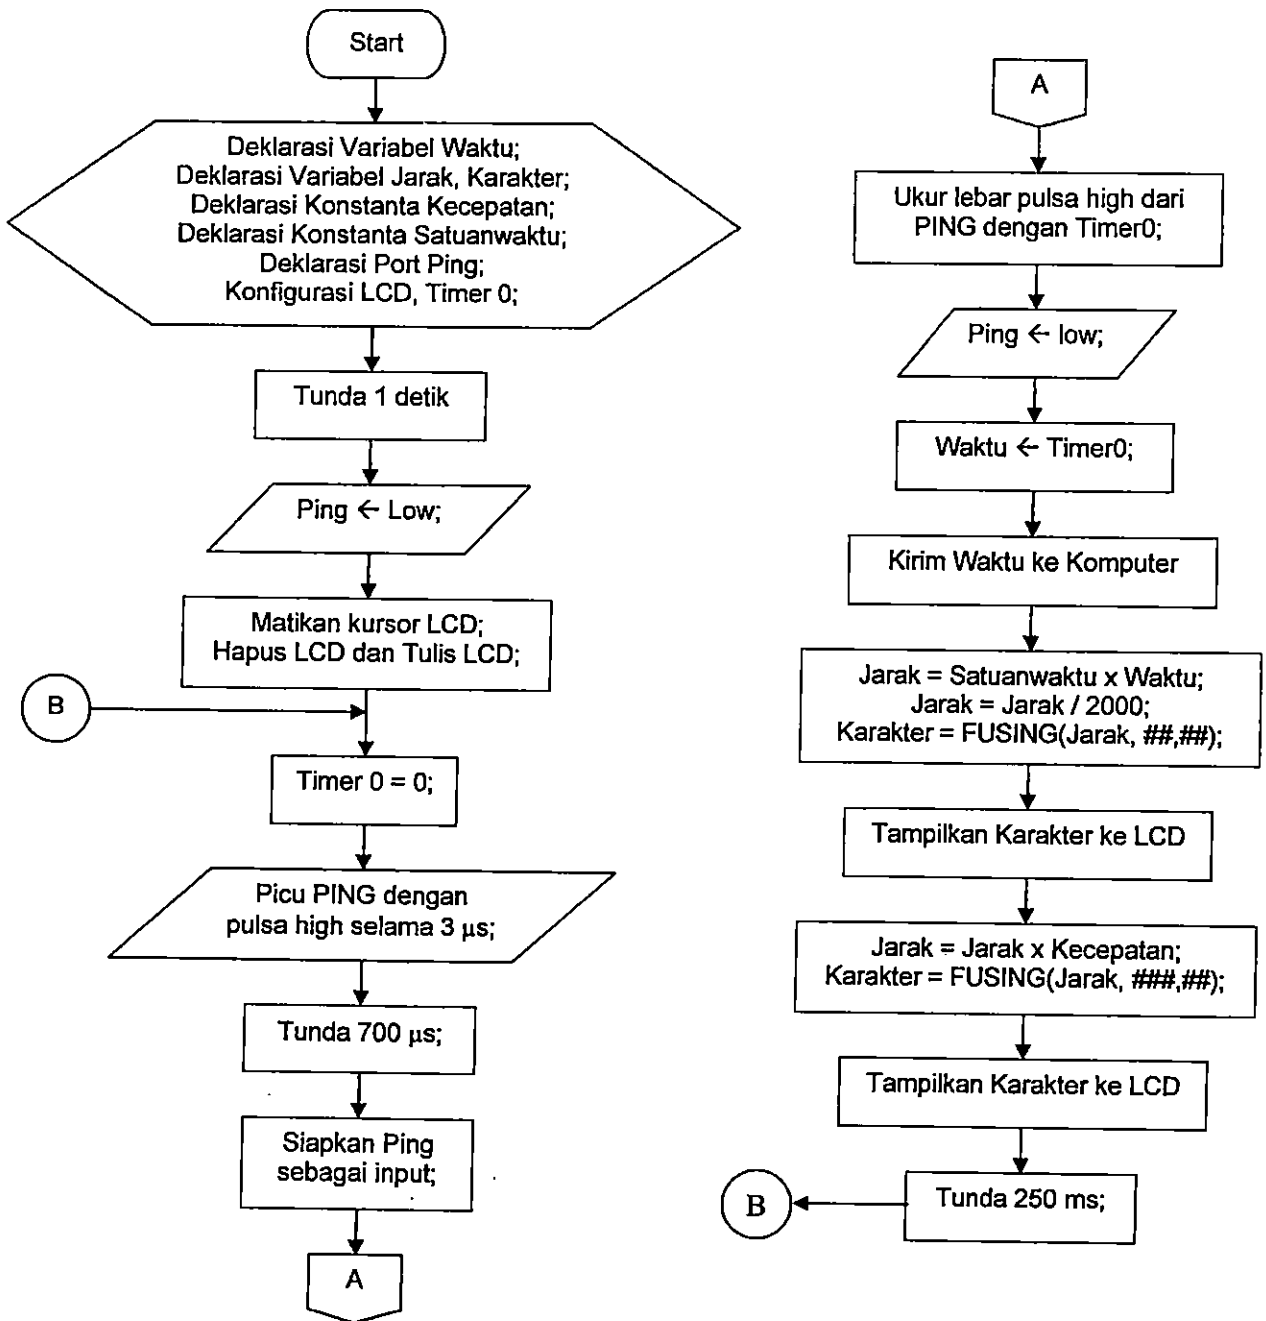 Start
Deklarasi Variabel Waktu;
Deklarasi Variabel Jarak, Karakter;
Deklarasi Konstanta Kecepatan;
Deklarasi Konstanta Satuanwaktu;
Deklarasi Port Ping;
Konfigurasi LCD, Timer 0;
Tunda 1 detik
Ping ← Low;
Matikan kursor LCD;
Hapus LCD dan Tulis LCD;
B
Timer 0 = 0;
Picu PING dengan
pulsa high selama 3 μs;
Tunda 700 μs;
Siapkan Ping
sebagai input;
A
A
Ukur lebar pulsa high dari
PING dengan Timer0;
Ping ← low;
Waktu ← Timer0;
Kirim Waktu ke Komputer
Jarak = Satuanwaktu x Waktu;
Jarak = Jarak / 2000;
Karakter = FUSING(Jarak, ##,##);
Tampilkan Karakter ke LCD
Jarak = Jarak x Kecepatan;
Karakter = FUSING(Jarak, ###,##);
Tampilkan Karakter ke LCD
Tunda 250 ms;
B